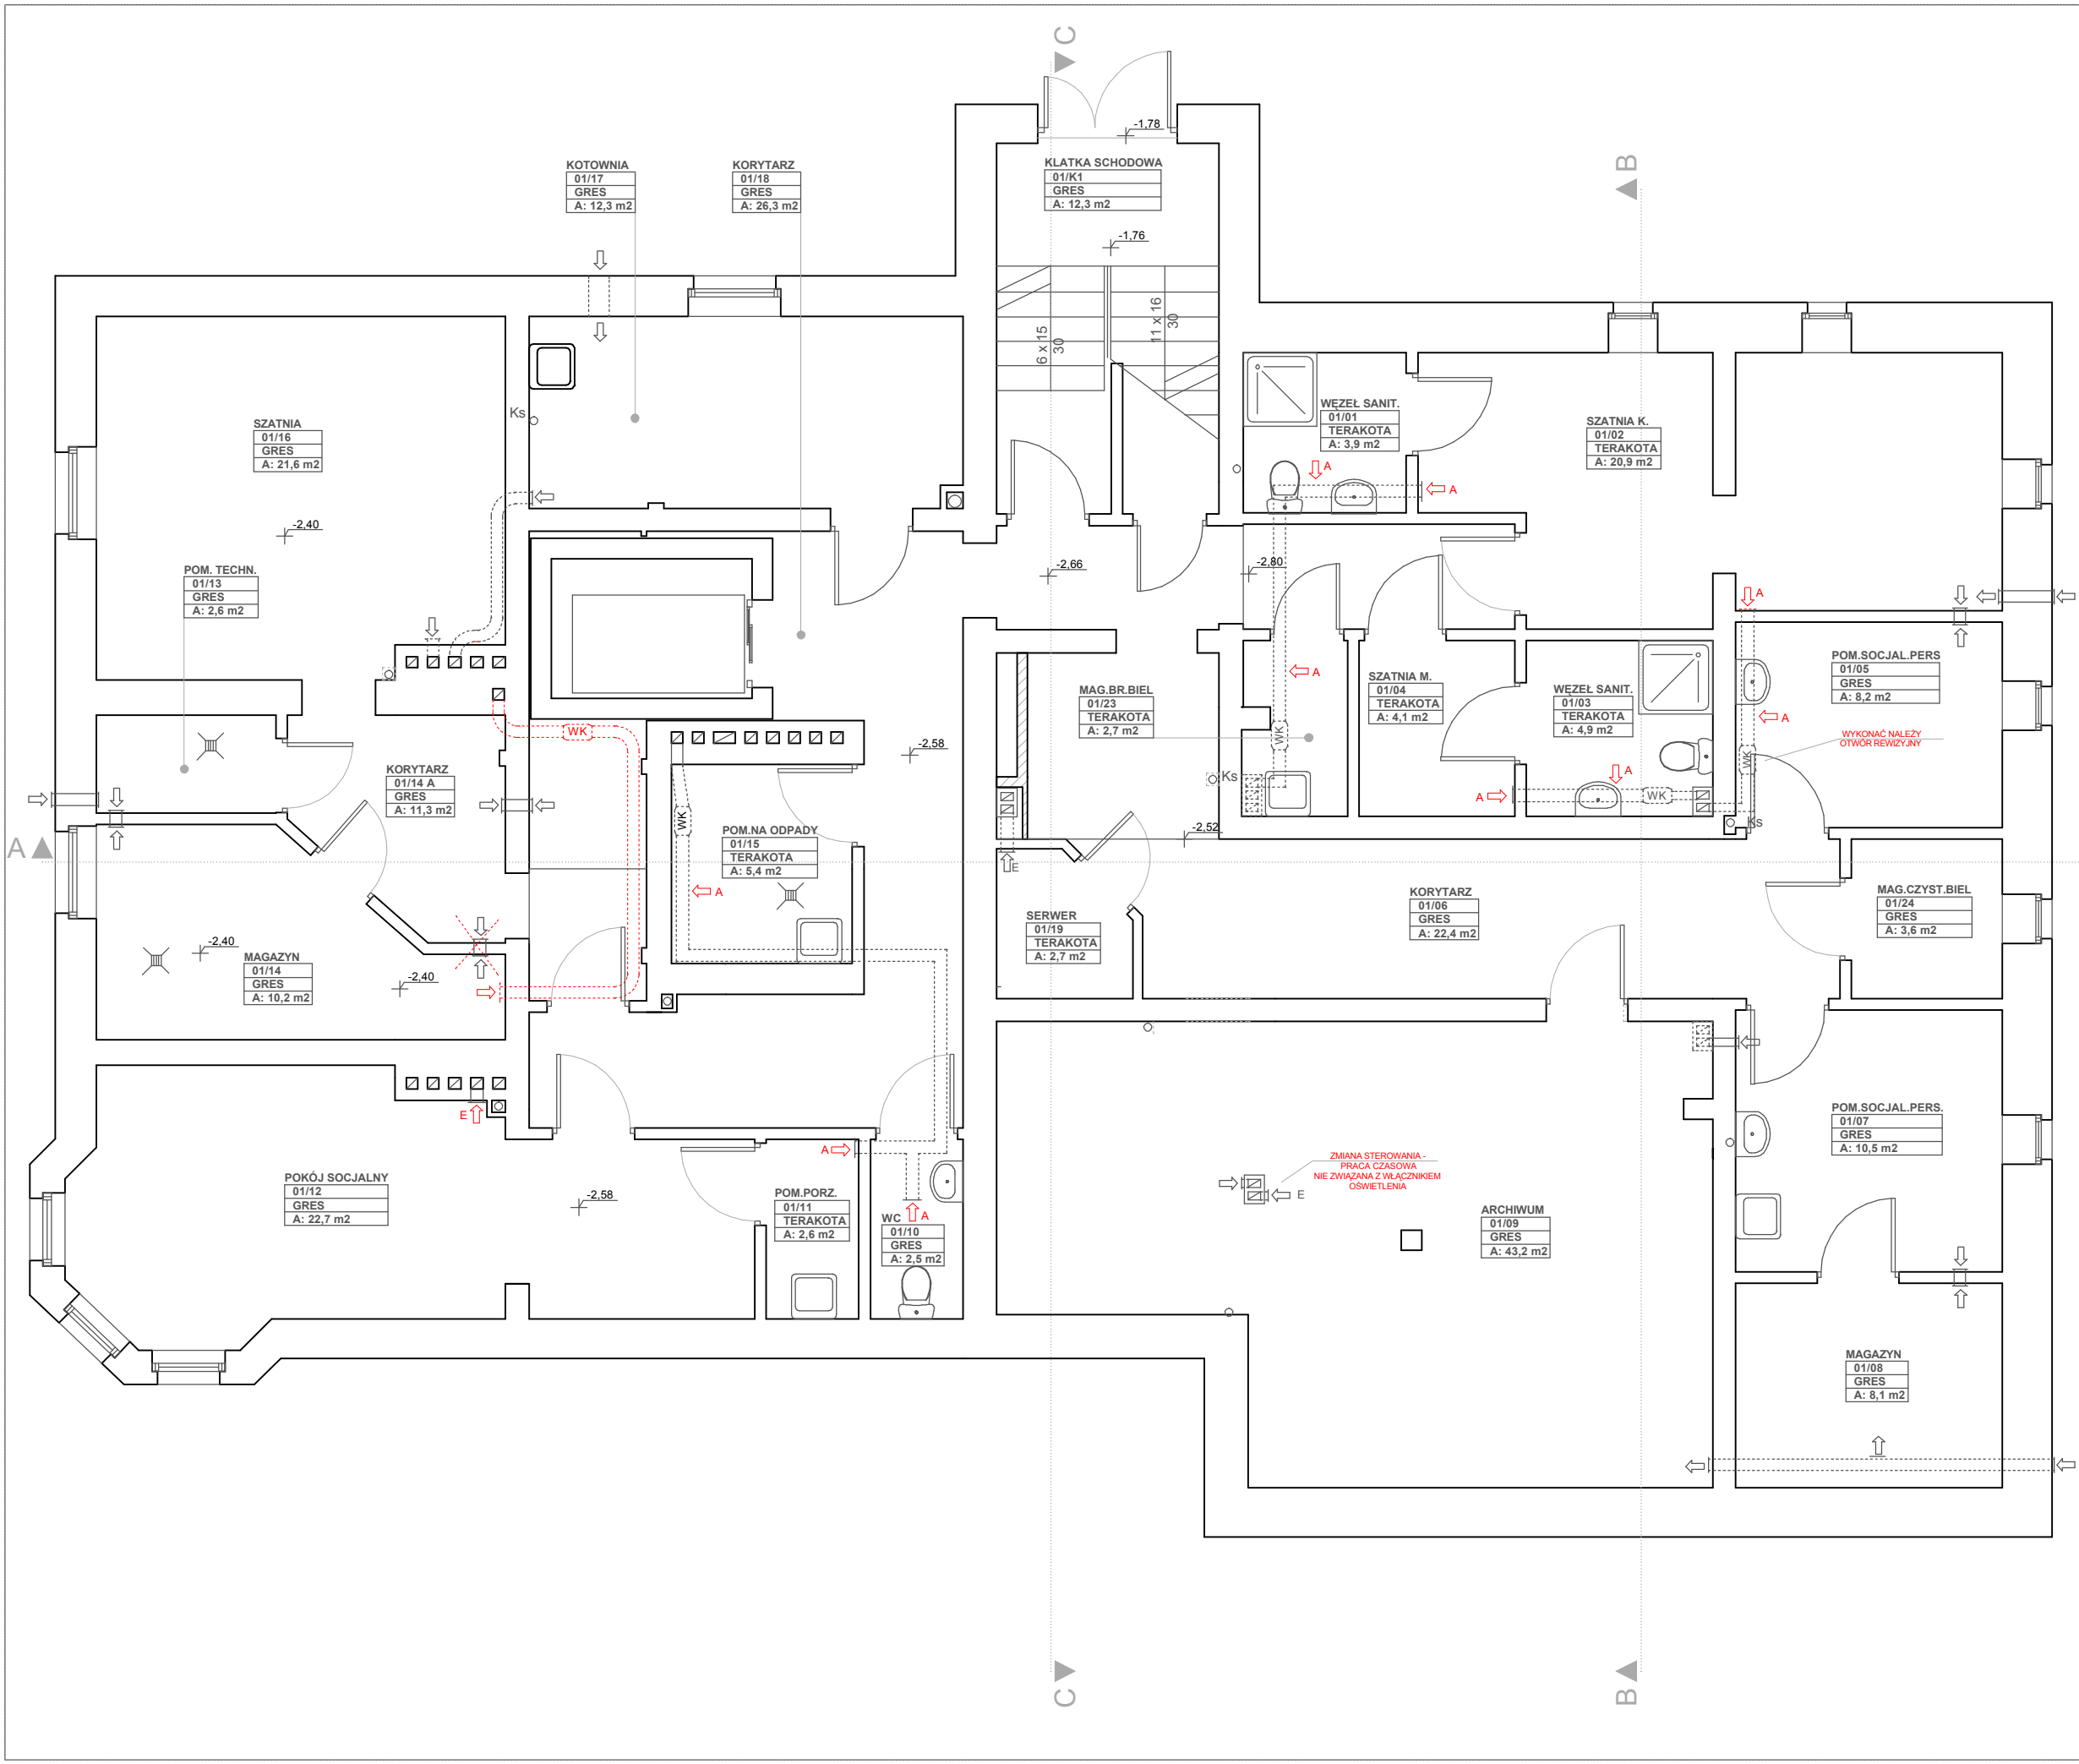 C
-1,78
B
KOTOWNIA
01/17
GRES
A: 12,3 m2
KORYTARZ
01/18
GRES
A: 26,3 m2
KLATKA SCHODOWA
01/K1
GRES
A: 12,3 m2
-1,76
6 x 15
30
11 x 16
30
SZATNIA
01/16
GRES
A: 21,6 m2
Ks
WĘZEŁ SANIT.
01/01
TERAKOTA
A: 3,9 m2
A
A
SZATNIA K.
01/02
TERAKOTA
A: 20,9 m2
-2,40
POM. TECHN.
01/13
GRES
A: 2,6 m2
-2,66
-2,80
A
A
MAG.BR.BIEL
01/23
TERAKOTA
A: 2,7 m2
SZATNIA M.
01/04
TERAKOTA
A: 4,1 m2
WĘZEŁ SANIT.
01/03
TERAKOTA
A: 4,9 m2
POM.SOCJAL.PERS
01/05
GRES
A: 8,2 m2
A
WYKONAĆ NALEŻY
OTWÓR REWIZYJNY
WK
WK
WK
-2,58
KORYTARZ
01/14 A
GRES
A: 11,3 m2
Ks
A
A
WK
Ks
WK
POM.NA ODPADY
01/15
TERAKOTA
A: 5,4 m2
A
-2,52
A
E
KORYTARZ
01/06
GRES
A: 22,4 m2
MAG.CZYST.BIEL
01/24
GRES
A: 3,6 m2
SERWER
01/19
TERAKOTA
A: 2,7 m2
-2,40
MAGAZYN
01/14
GRES
A: 10,2 m2
-2,40
E
POKÓJ SOCJALNY
01/12
GRES
A: 22,7 m2
-2,58
A
POM.PORZ.
01/11
TERAKOTA
A: 2,6 m2
WC
01/10
GRES
A: 2,5 m2
A
ZMIANA STEROWANIA -
PRACA CZASOWA
NIE ZWIĄZANA Z WŁĄCZNIKIEM
OŚWIETLENIA
E
ARCHIWUM
01/09
GRES
A: 43,2 m2
POM.SOCJAL.PERS.
01/07
GRES
A: 10,5 m2
MAGAZYN
01/08
GRES
A: 8,1 m2
C
B